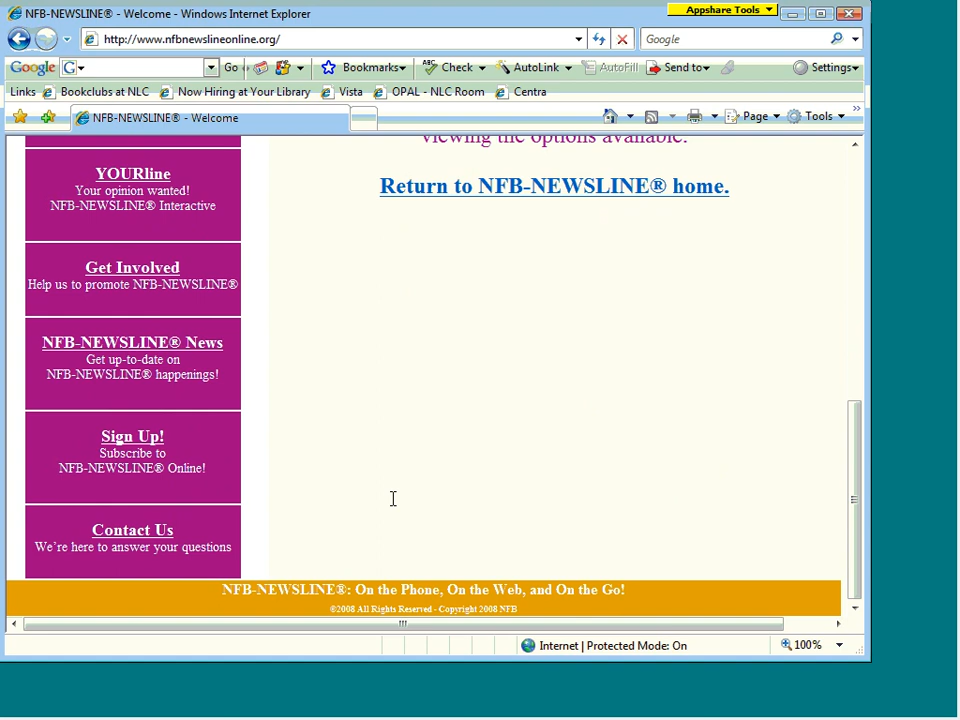 NFB-NEWSLINE® - Welcome - Windows Internet Explorer
Appshare Tools
http://www.nfbnewslineonline.org/
Google
Google G Go Bookmarks Check AutoLink AutoFill Send to Settings
Links Bookclubs at NLC Now Hiring at Your Library Vista OPAL - NLC Room Centra
NFB-NEWSLINE® - Welcome
Page Tools
viewing the options available.
Return to NFB-NEWSLINE® home.
YOURline
Your opinion wanted!
NFB-NEWSLINE® Interactive
Get Involved
Help us to promote NFB-NEWSLINE®
NFB-NEWSLINE® News
Get up-to-date on
NFB-NEWSLINE® happenings!
Sign Up!
Subscribe to
NFB-NEWSLINE® Online!
Contact Us
We're here to answer your questions
NFB-NEWSLINE®: On the Phone, On the Web, and On the Go!
©2008 All Rights Reserved - Copyright 2008 NFB
Internet | Protected Mode: On
100%